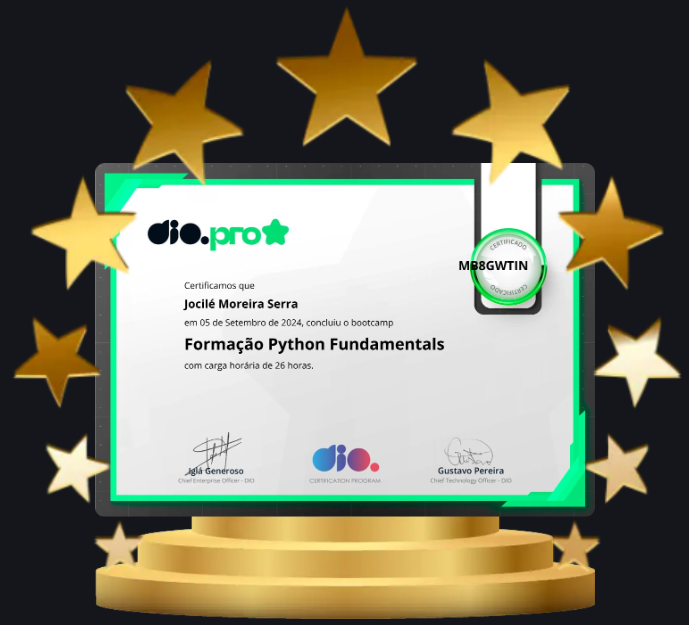 dio.pro
CERTIFICADO
MB8GWTIN
CERTIFICADO
Certificamos que
Jocilé Moreira Serra
em 05 de Setembro de 2024, concluiu o bootcamp
Formação Python Fundamentals
com carga horária de 26 horas.
Iglá Generoso
Chief Enterprise Officer - DIO
dio.
CERTIFICATION PROGRAM
Gustavo Pereira
Chief Technology Officer - DIO